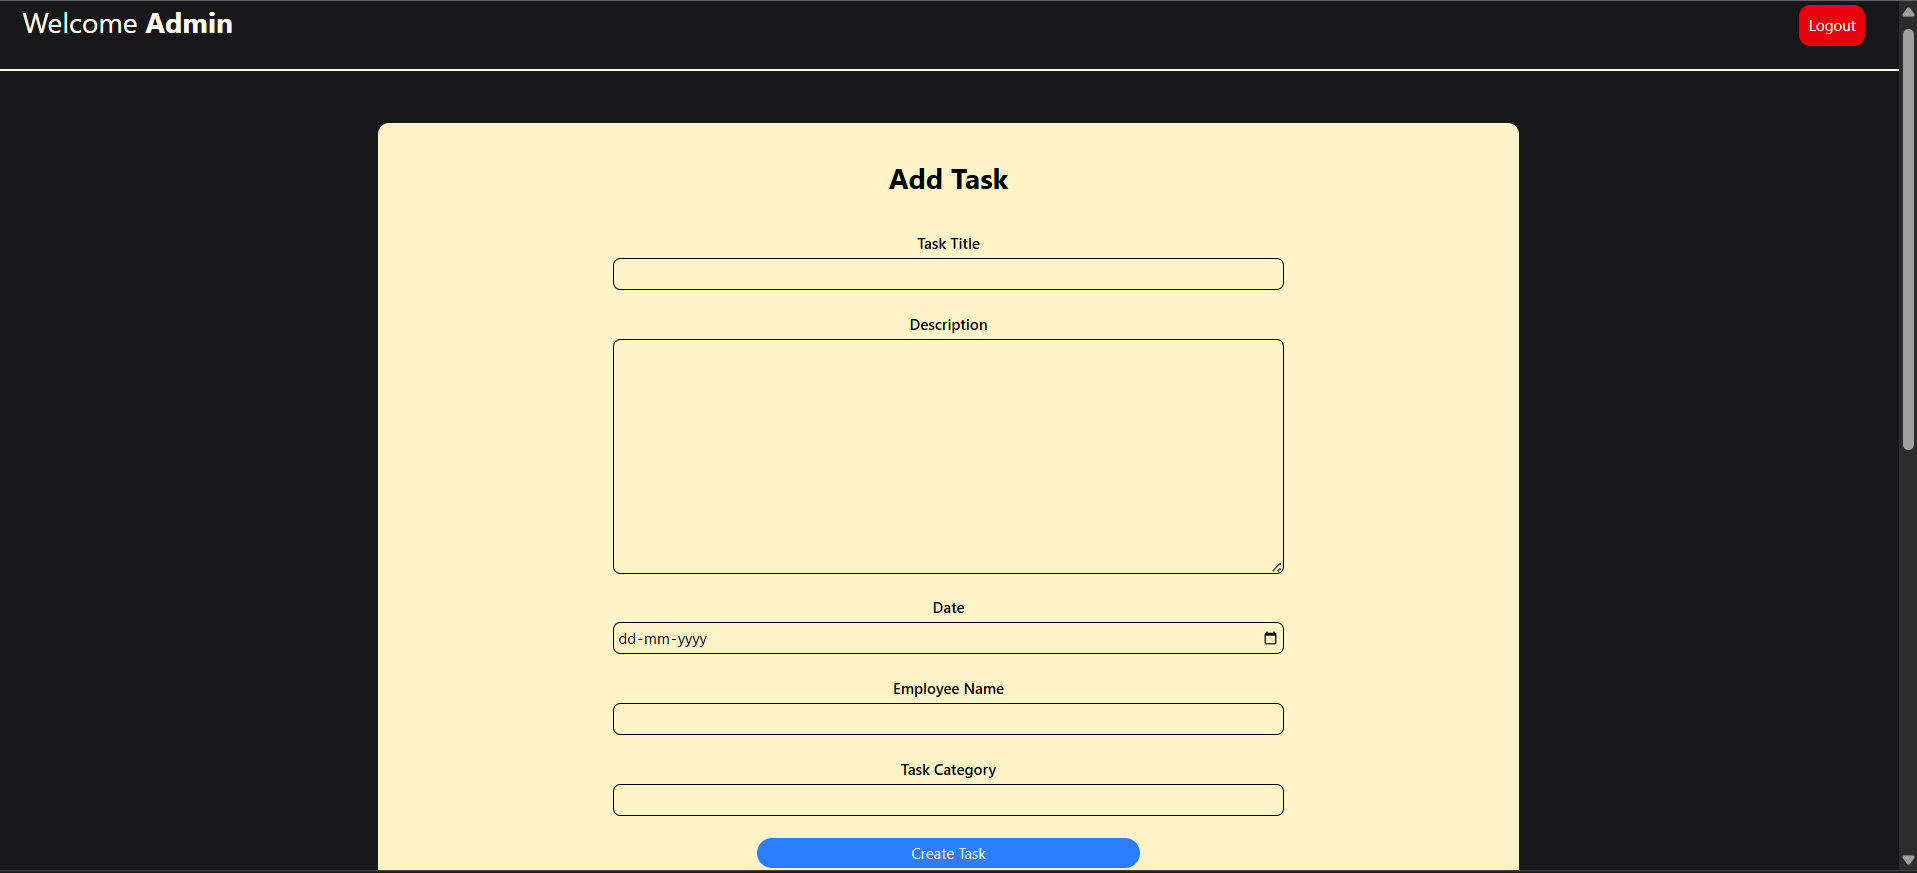 Welcome Admin
Logout
Add Task
Task Title
Description
Date
dd-mm-yyyy
Employee Name
Task Category
Create Task